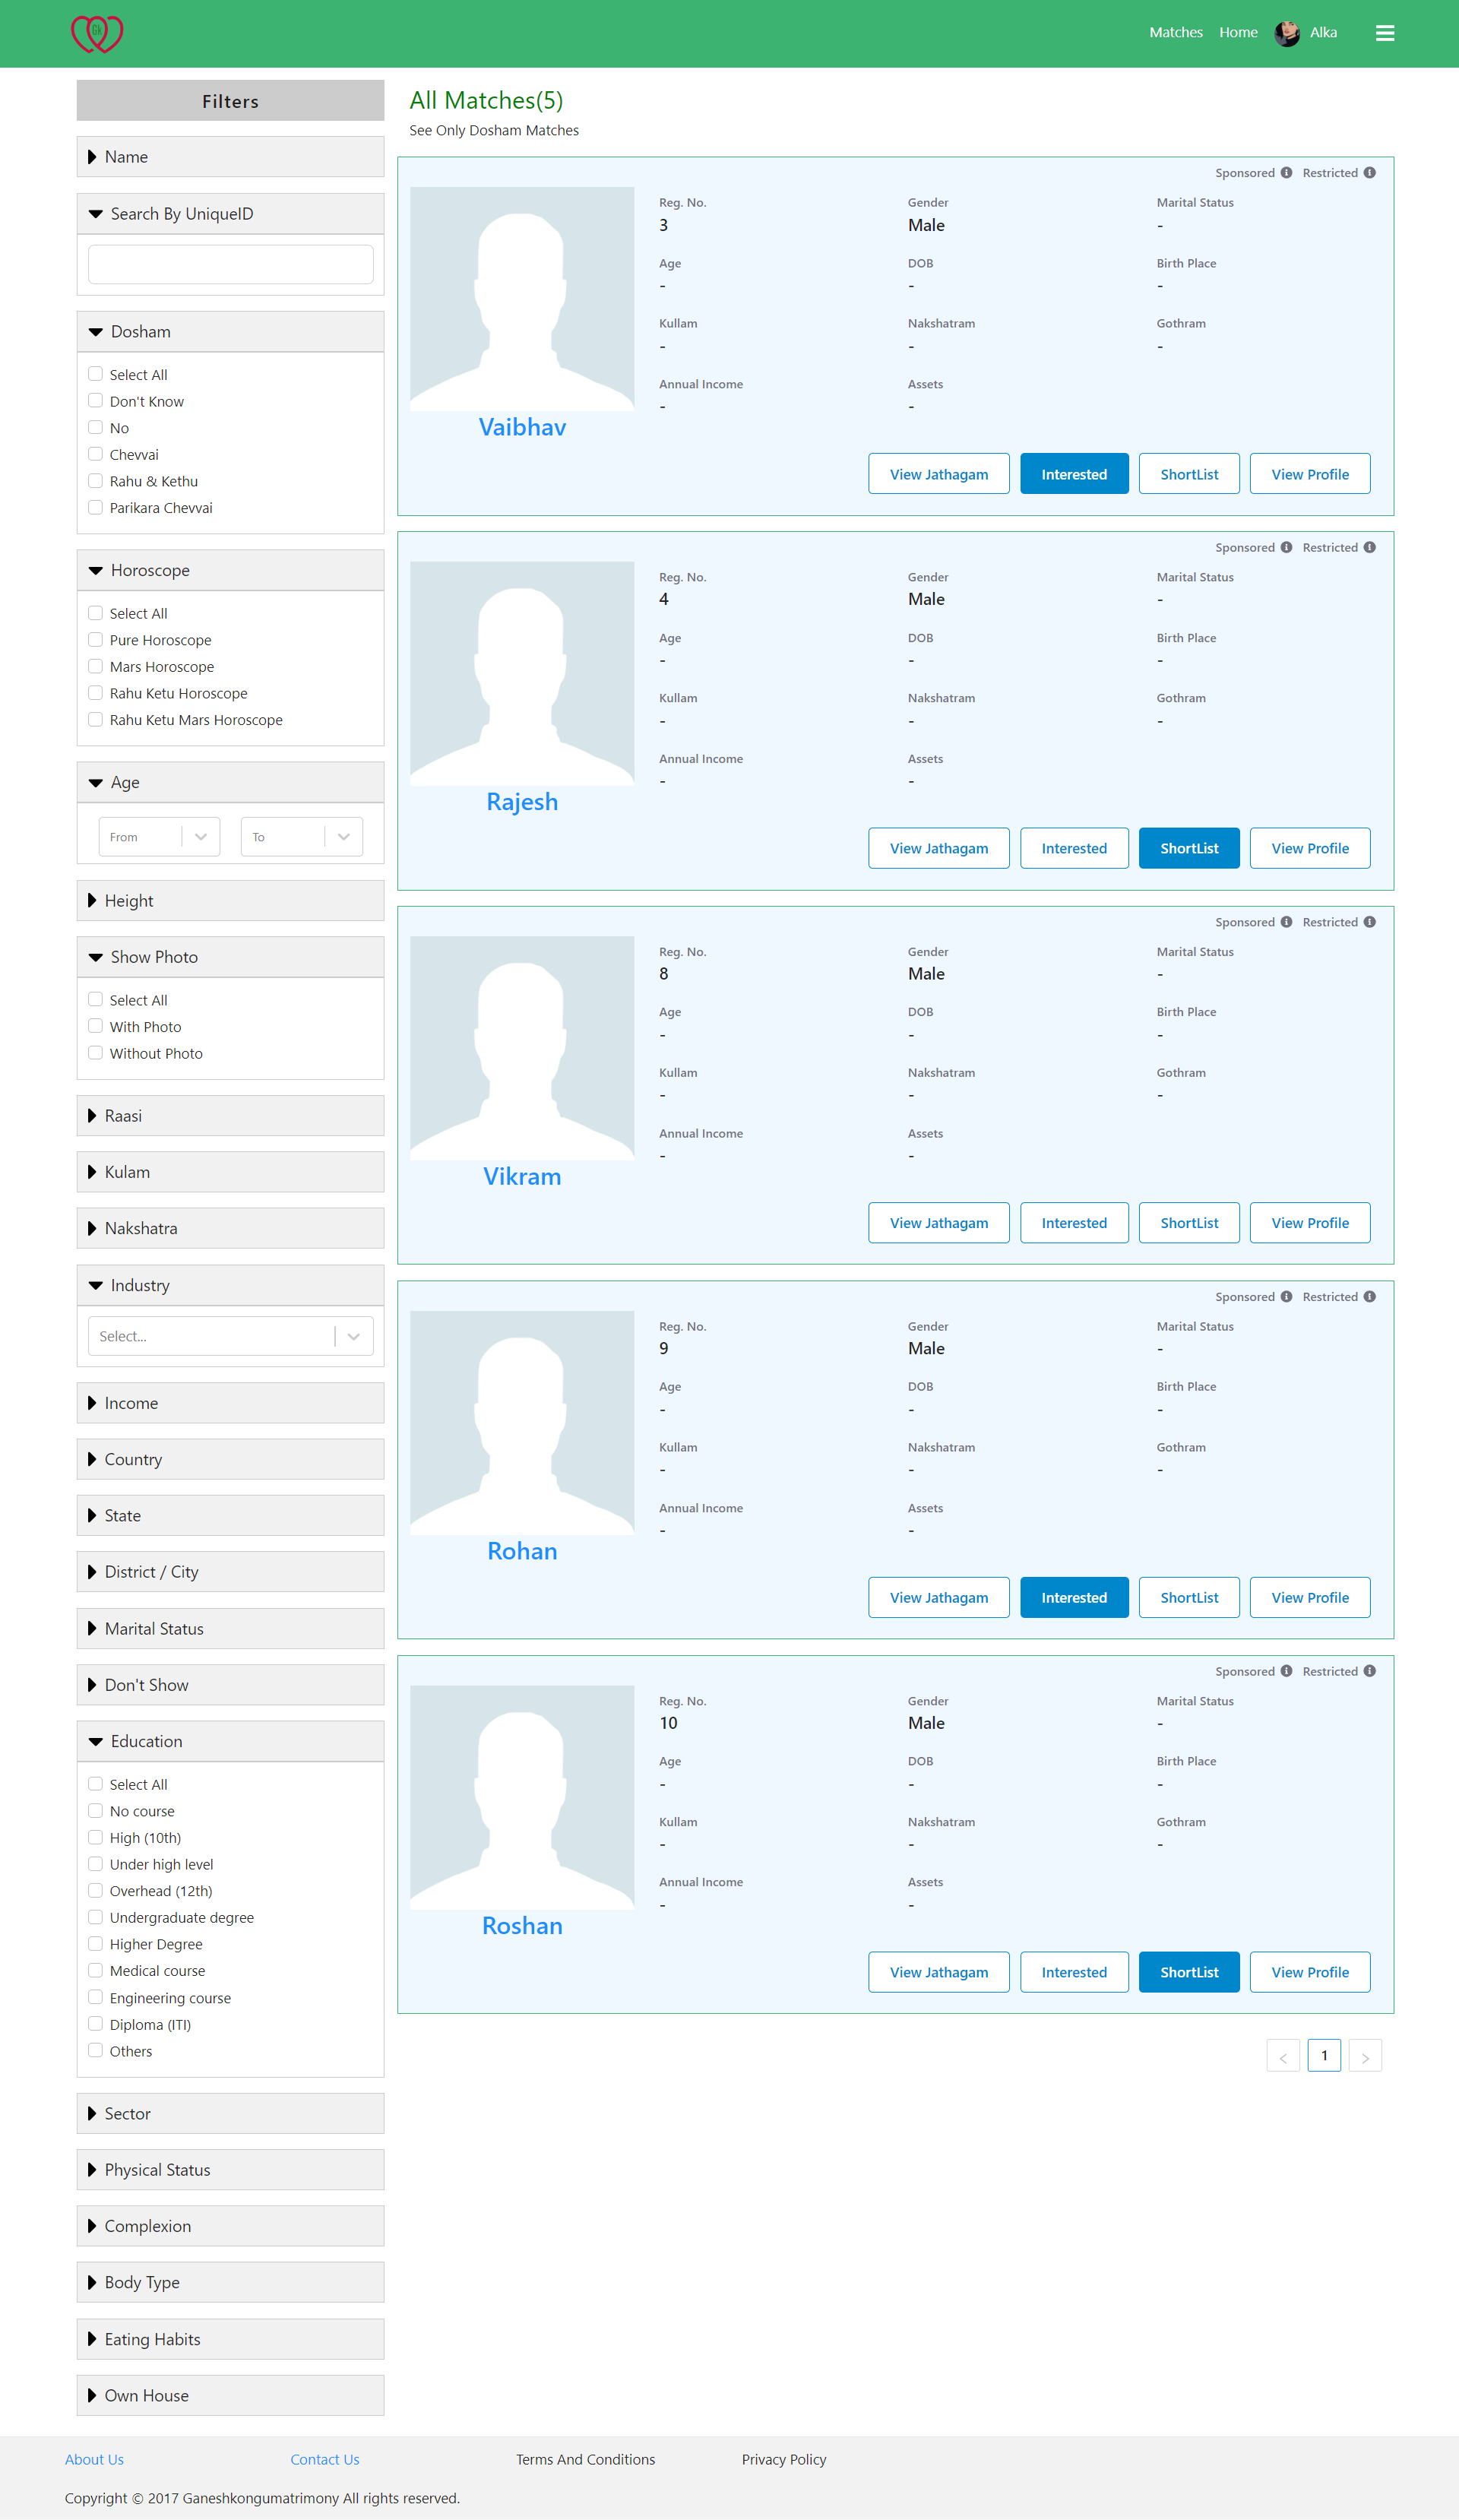 Gk
Matches Home Alka
Filters
Name
Search By UniqueID
Dosham
Select All
Don't Know
No
Chevvai
Rahu & Kethu
Parikara Chevvai
Horoscope
Select All
Pure Horoscope
Mars Horoscope
Rahu Ketu Horoscope
Rahu Ketu Mars Horoscope
Age
From To
Height
Show Photo
Select All
With Photo
Without Photo
Raasi
Kulam
Nakshatra
Industry
Select...
Income
Country
State
District / City
Marital Status
Don't Show
Education
Select All
No course
High (10th)
Under high level
Overhead (12th)
Undergraduate degree
Higher Degree
Medical course
Engineering course
Diploma (ITI)
Others
Sector
Physical Status
Complexion
Body Type
Eating Habits
Own House
All Matches(5)
See Only Dosham Matches
Sponsored Restricted
Reg. No. Gender Marital Status
3 Male -
Age DOB Birth Place
- - -
Kullam Nakshatram Gothram
- - -
Annual Income Assets
- -
Vaibhav
View Jathagam Interested ShortList View Profile
Sponsored Restricted
Reg. No. Gender Marital Status
4 Male -
Age DOB Birth Place
- - -
Kullam Nakshatram Gothram
- - -
Annual Income Assets
- -
Rajesh
View Jathagam Interested ShortList View Profile
Sponsored Restricted
Reg. No. Gender Marital Status
8 Male -
Age DOB Birth Place
- - -
Kullam Nakshatram Gothram
- - -
Annual Income Assets
- -
Vikram
View Jathagam Interested ShortList View Profile
Sponsored Restricted
Reg. No. Gender Marital Status
9 Male -
Age DOB Birth Place
- - -
Kullam Nakshatram Gothram
- - -
Annual Income Assets
- -
Rohan
View Jathagam Interested ShortList View Profile
Sponsored Restricted
Reg. No. Gender Marital Status
10 Male -
Age DOB Birth Place
- - -
Kullam Nakshatram Gothram
- - -
Annual Income Assets
- -
Roshan
View Jathagam Interested ShortList View Profile
< 1 >
About Us Contact Us Terms And Conditions Privacy Policy
Copyright © 2017 Ganeshkongumatrimony All rights reserved.